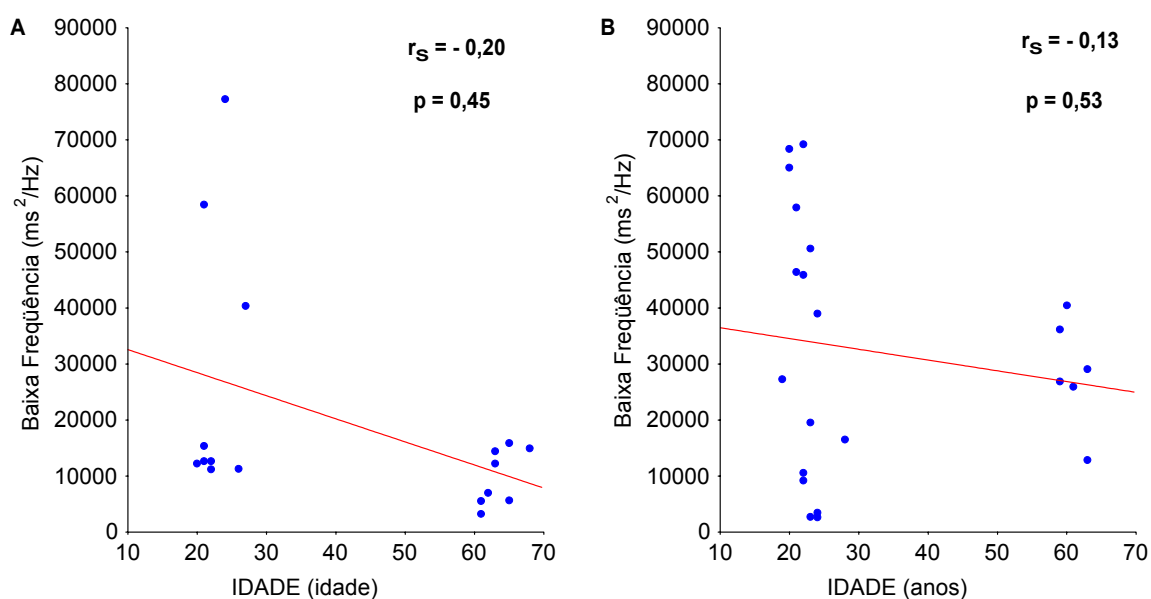 A
90000
80000
70000
60000
50000
40000
30000
20000
10000
0
Baixa Freqüência (ms²/Hz)
r_S = - 0,20
p = 0,45
10 20 30 40 50 60 70
IDADE (idade)
B
90000
80000
70000
60000
50000
40000
30000
20000
10000
0
Baixa Freqüência (ms²/Hz)
r_S = - 0,13
p = 0,53
10 20 30 40 50 60 70
IDADE (anos)